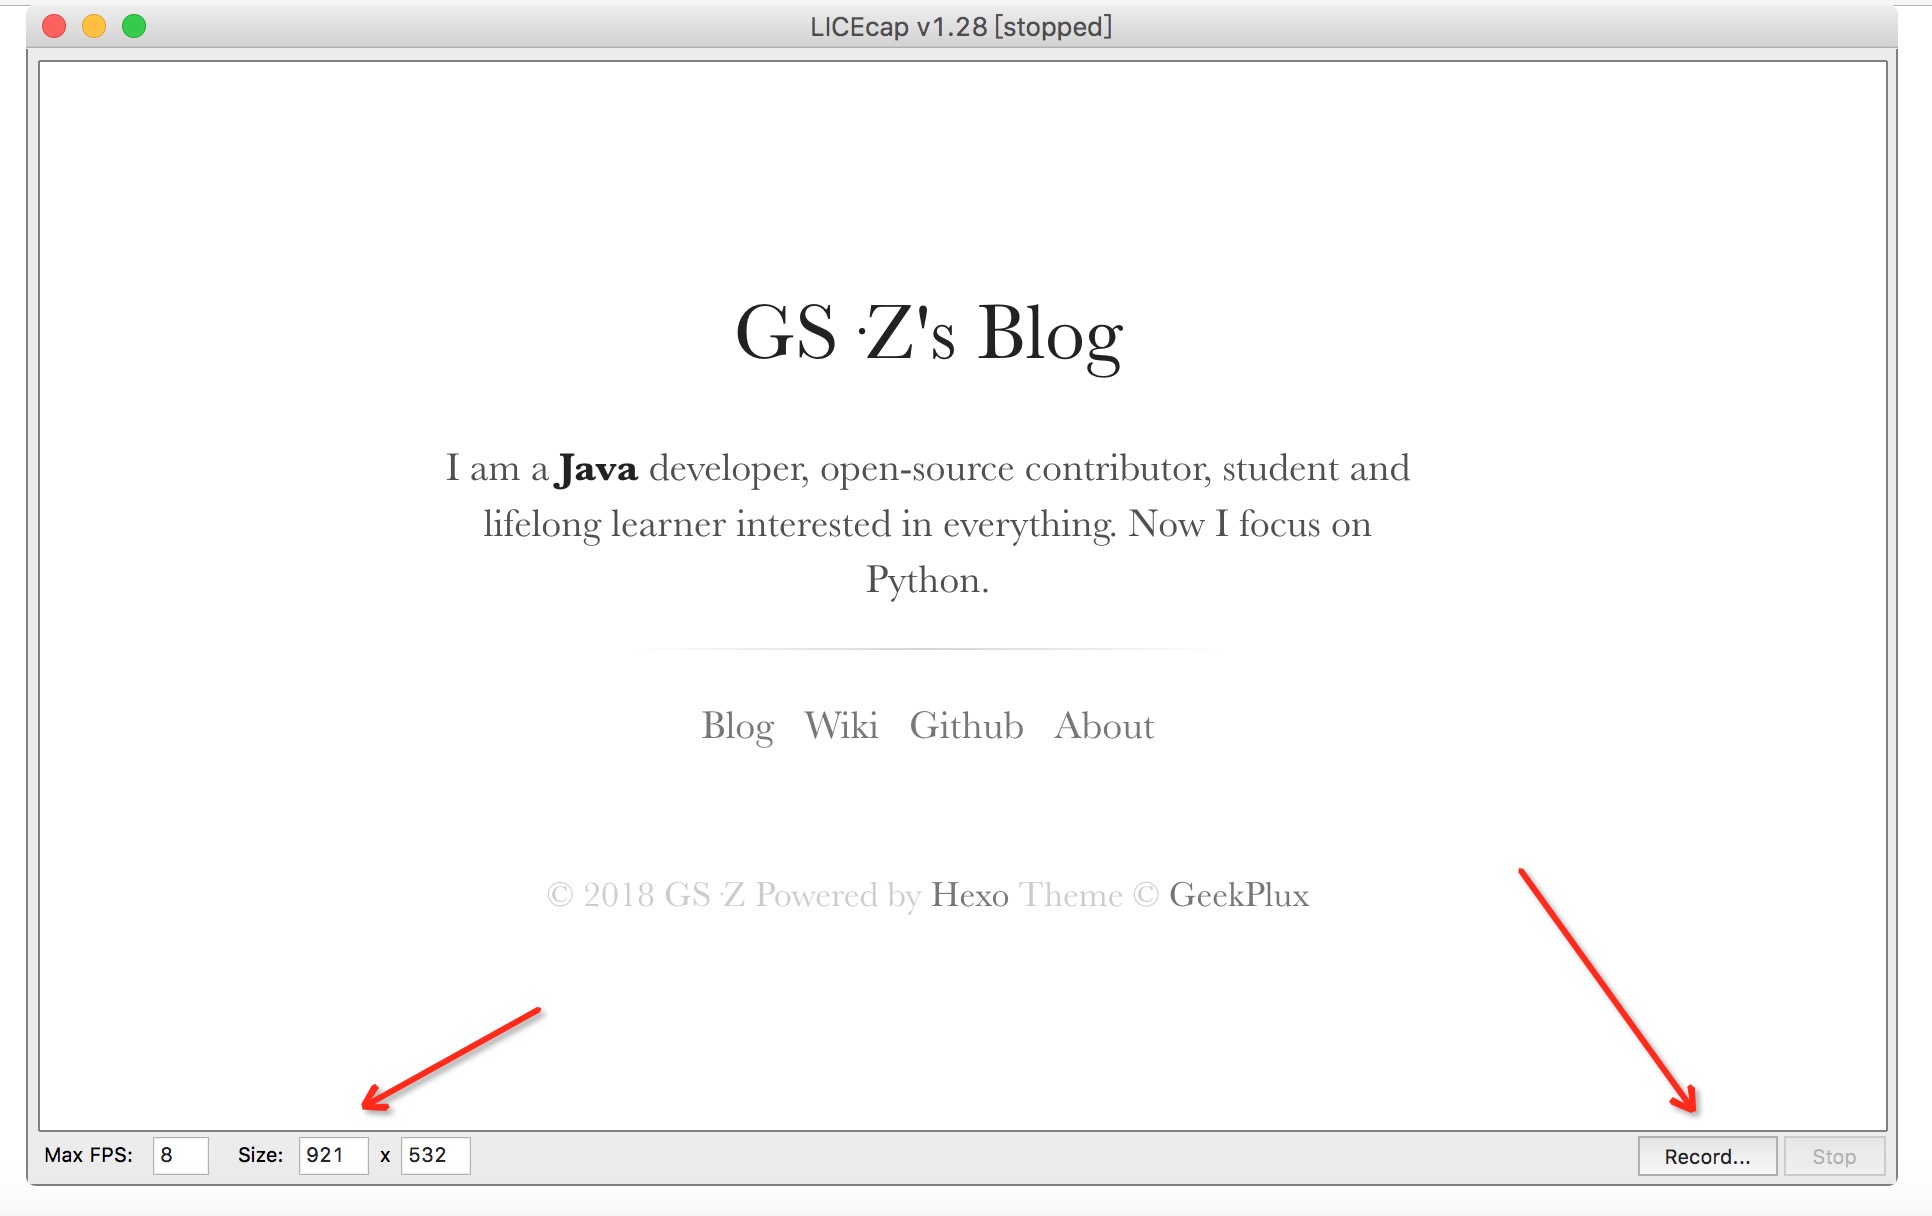 LICEcap v1.28 [stopped]
GS ·Z's Blog
I am a Java developer, open-source contributor, student and
lifelong learner interested in everything. Now I focus on
Python.
Blog Wiki Github About
© 2018 GS ·Z Powered by Hexo Theme © GeekPlux
Max FPS: 8 Size: 921 x 532 Record... Stop